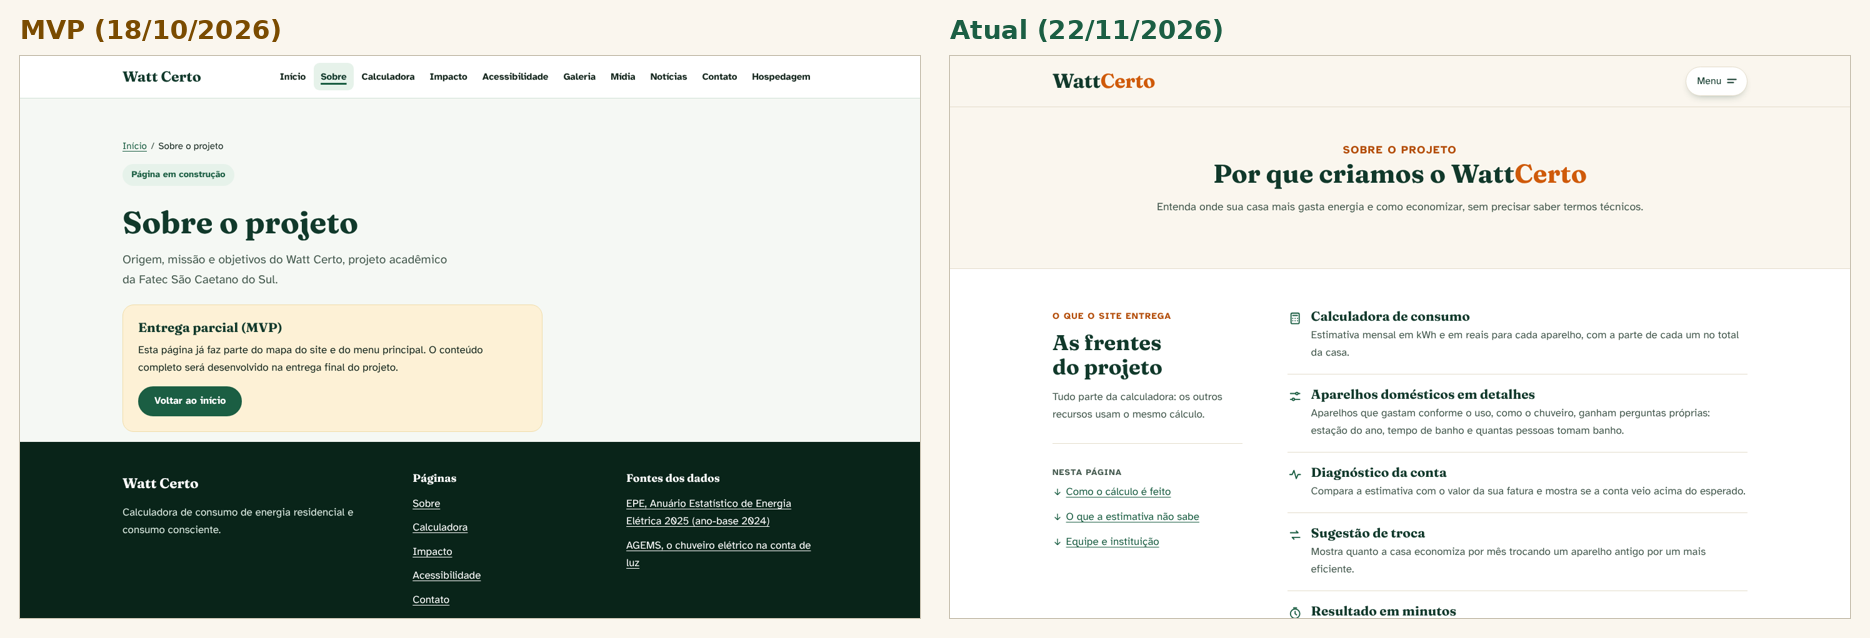 MVP (18/10/2026)
Watt Certo
Início Sobre Calculadora Impacto Acessibilidade Galeria Mídia Notícias Contato Hospedagem
Início / Sobre o projeto
Página em construção
Sobre o projeto
Origem, missão e objetivos do Watt Certo, projeto acadêmico
da Fatec São Caetano do Sul.
Entrega parcial (MVP)
Esta página já faz parte do mapa do site e do menu principal. O conteúdo
completo será desenvolvido na entrega final do projeto.
Voltar ao início
Watt Certo
Calculadora de consumo de energia residencial e
consumo consciente.
Páginas
Sobre
Calculadora
Impacto
Acessibilidade
Contato
Fontes dos dados
EPE, Anuário Estatístico de Energia
Elétrica 2025 (ano-base 2024)
AGEMS, o chuveiro elétrico na conta de
luz
Atual (22/11/2026)
WattCerto
Menu
SOBRE O PROJETO
Por que criamos o WattCerto
Entenda onde sua casa mais gasta energia e como economizar, sem precisar saber termos técnicos.
O QUE O SITE ENTREGA
As frentes
do projeto
Tudo parte da calculadora: os outros
recursos usam o mesmo cálculo.
NESTA PÁGINA
↓ Como o cálculo é feito
↓ O que a estimativa não sabe
↓ Equipe e instituição
Calculadora de consumo
Estimativa mensal em kWh e em reais para cada aparelho, com a parte de cada um no total
da casa.
Aparelhos domésticos em detalhes
Aparelhos que gastam conforme o uso, como o chuveiro, ganham perguntas próprias:
estação do ano, tempo de banho e quantas pessoas tomam banho.
Diagnóstico da conta
Compara a estimativa com o valor da sua fatura e mostra se a conta veio acima do esperado.
Sugestão de troca
Mostra quanto a casa economiza por mês trocando um aparelho antigo por um mais
eficiente.
Resultado em minutos